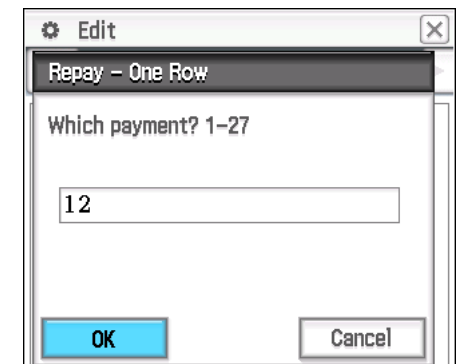 Edit
Repay – One Row
Which payment? 1–27
12
OK Cancel